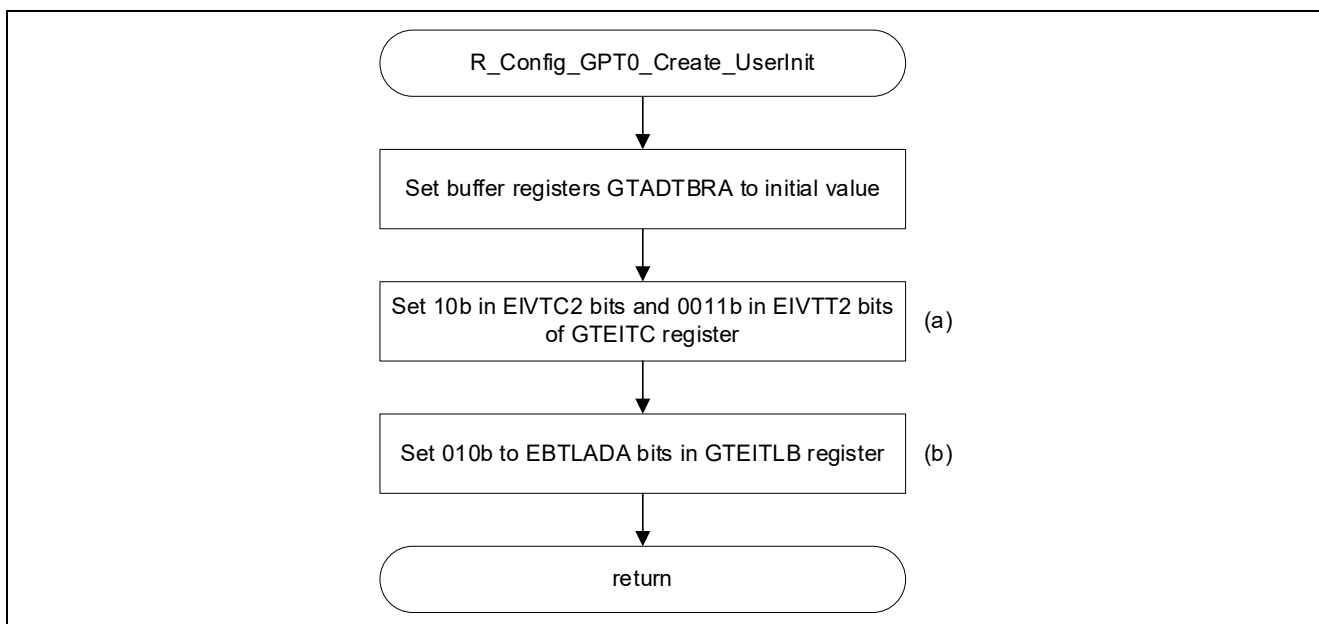 R_Config_GPT0_Create_UserInit
Set buffer registers GTADTBRA to initial value
Set 10b in EIVTC2 bits and 0011b in EIVTT2 bits
of GTEITC register
(a)
Set 010b to EBTLADA bits in GTEITLB register
(b)
return